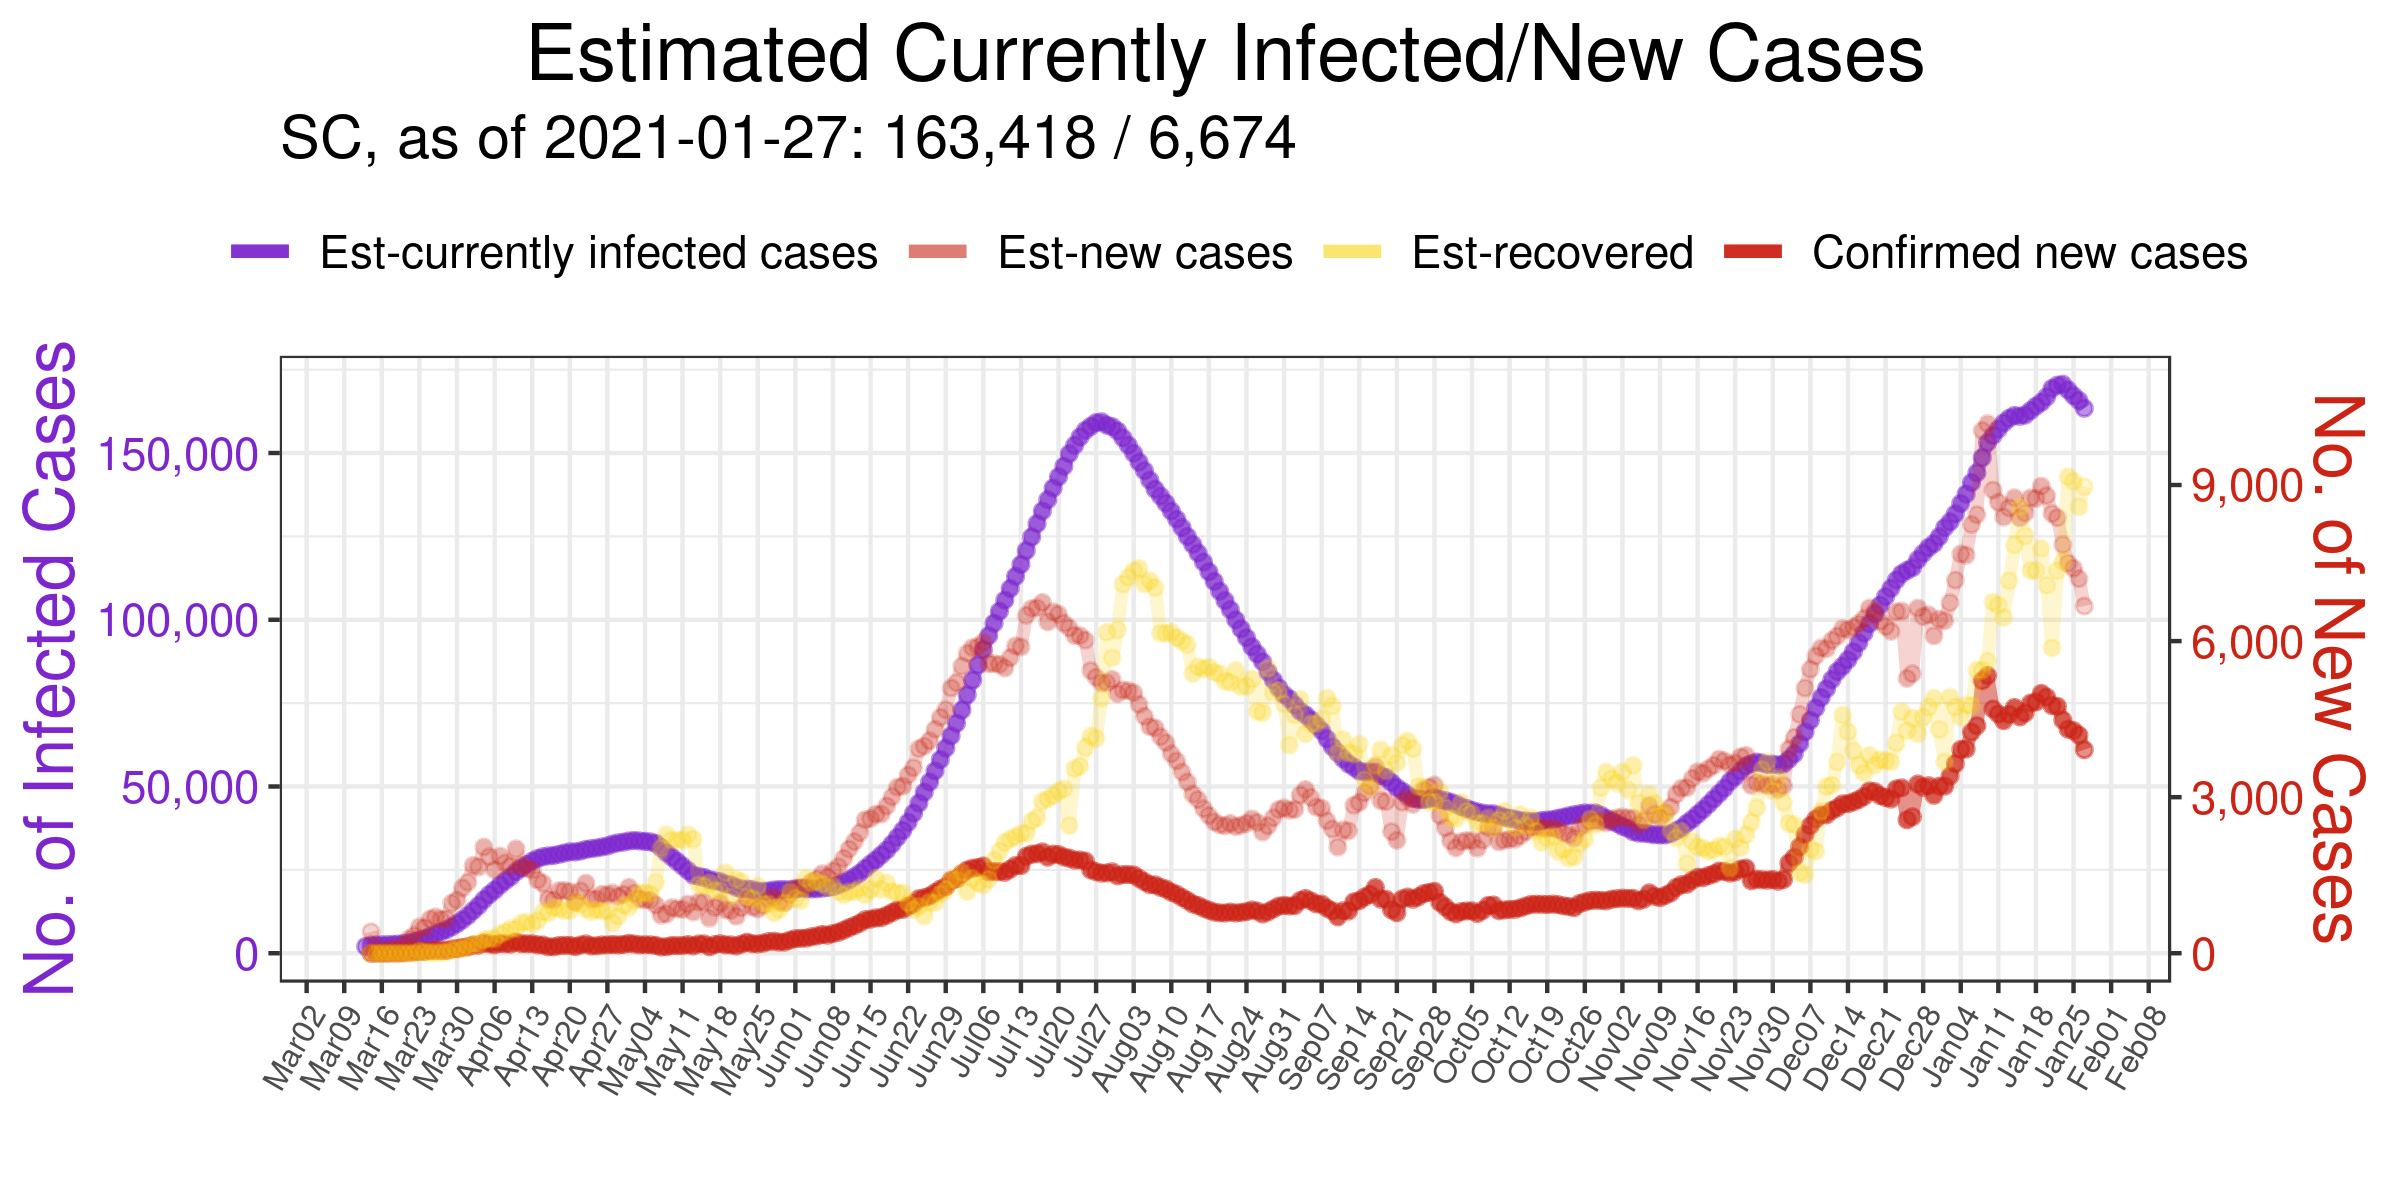 Estimated Currently Infected/New Cases
SC, as of 2021-01-27: 163,418 / 6,674
Est-currently infected cases Est-new cases Est-recovered Confirmed new cases
No. of Infected Cases
150,000
100,000
50,000
0
9,000
6,000
3,000
0
No. of New Cases
Mar02 Mar09 Mar16 Mar23 Mar30 Apr06 Apr13 Apr20 Apr27 May04 May11 May18 May25 Jun01 Jun08 Jun15 Jun22 Jun29 Jul06 Jul13 Jul20 Jul27 Aug03 Aug10 Aug17 Aug24 Aug31 Sep07 Sep14 Sep21 Sep28 Oct05 Oct12 Oct19 Oct26 Nov02 Nov09 Nov16 Nov23 Nov30 Dec07 Dec14 Dec21 Dec28 Jan04 Jan11 Jan18 Jan25 Feb01 Feb08